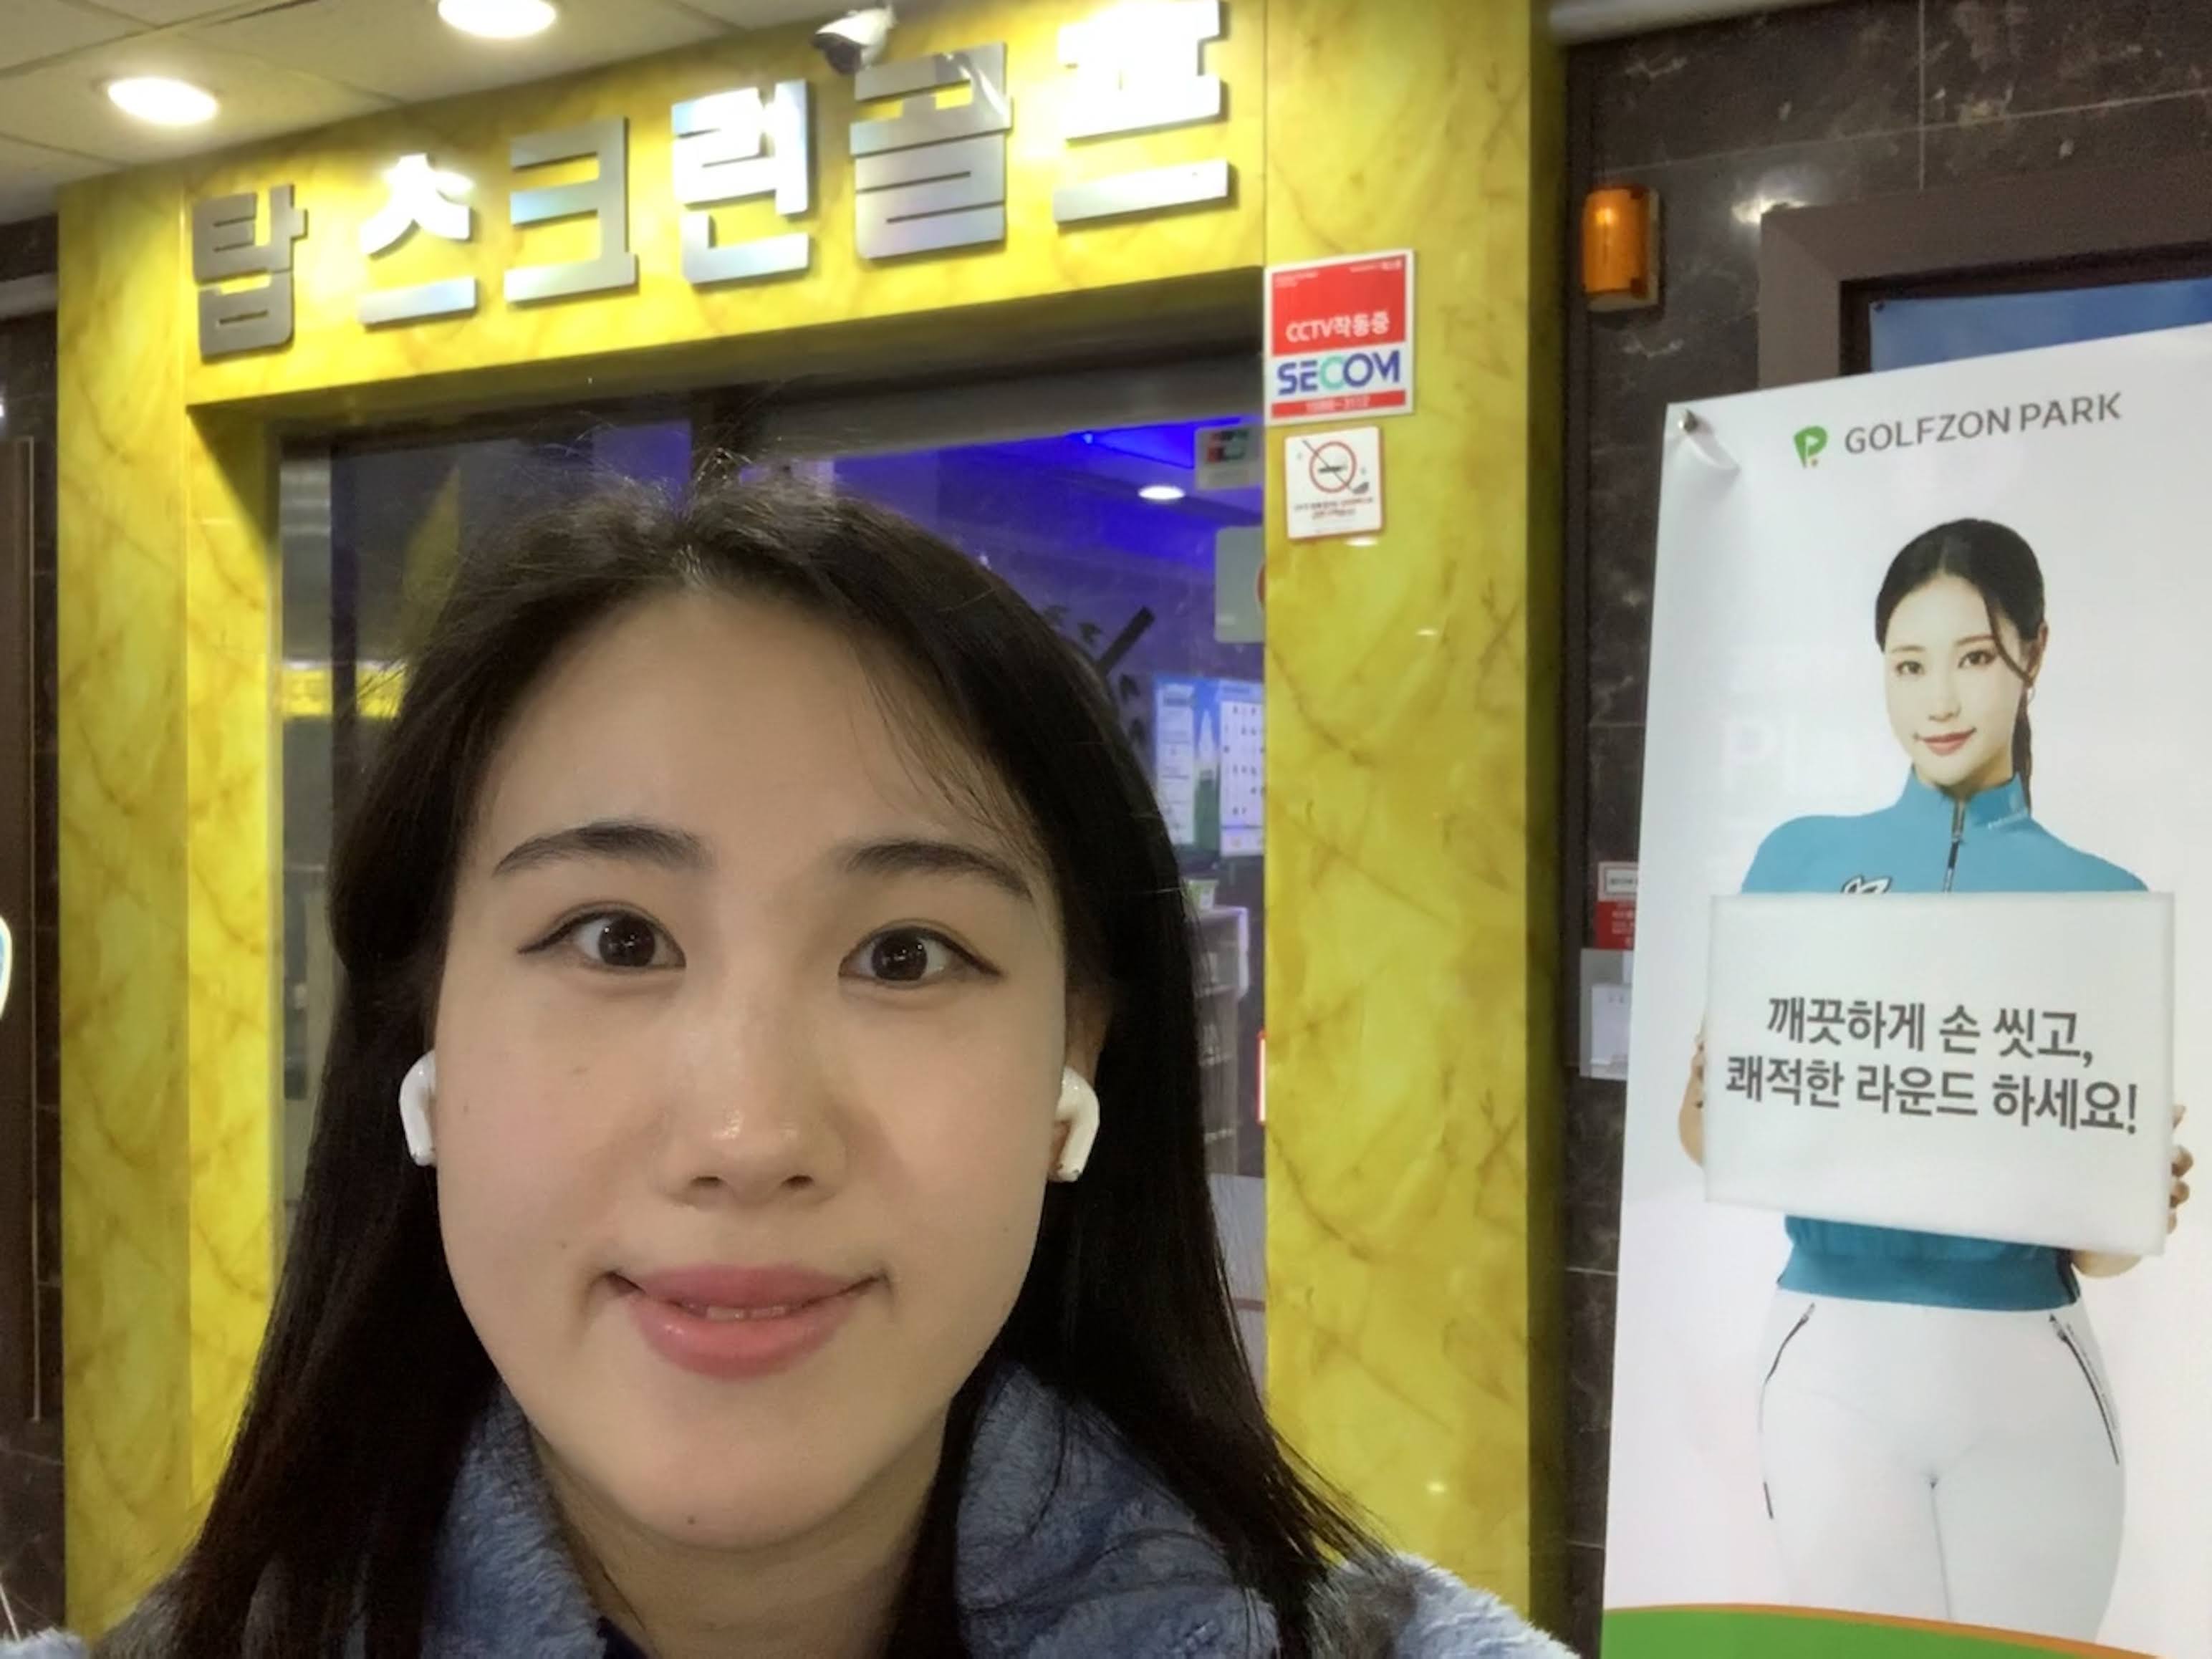 탑 스크린골프
CCTV작동중
SECOM
GOLFZON PARK
깨끗하게 손 씻고,
쾌적한 라운드 하세요!